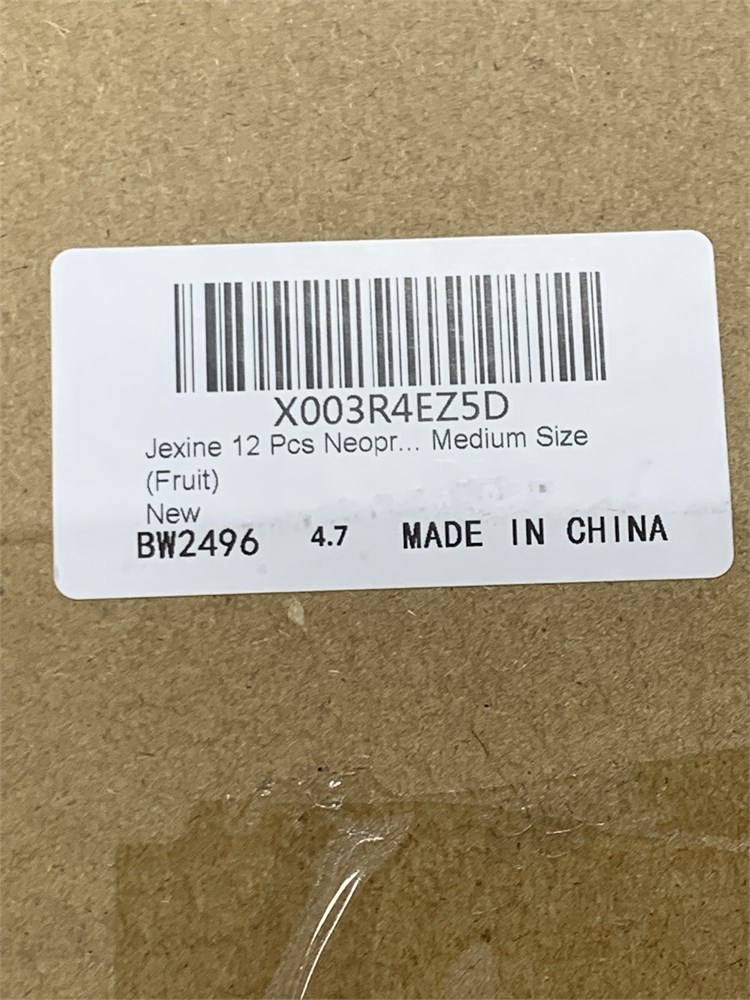 X003R4EZ5D
Jexine 12 Pcs Neopr... Medium Size
(Fruit)
New
BW2496 4.7 MADE IN CHINA